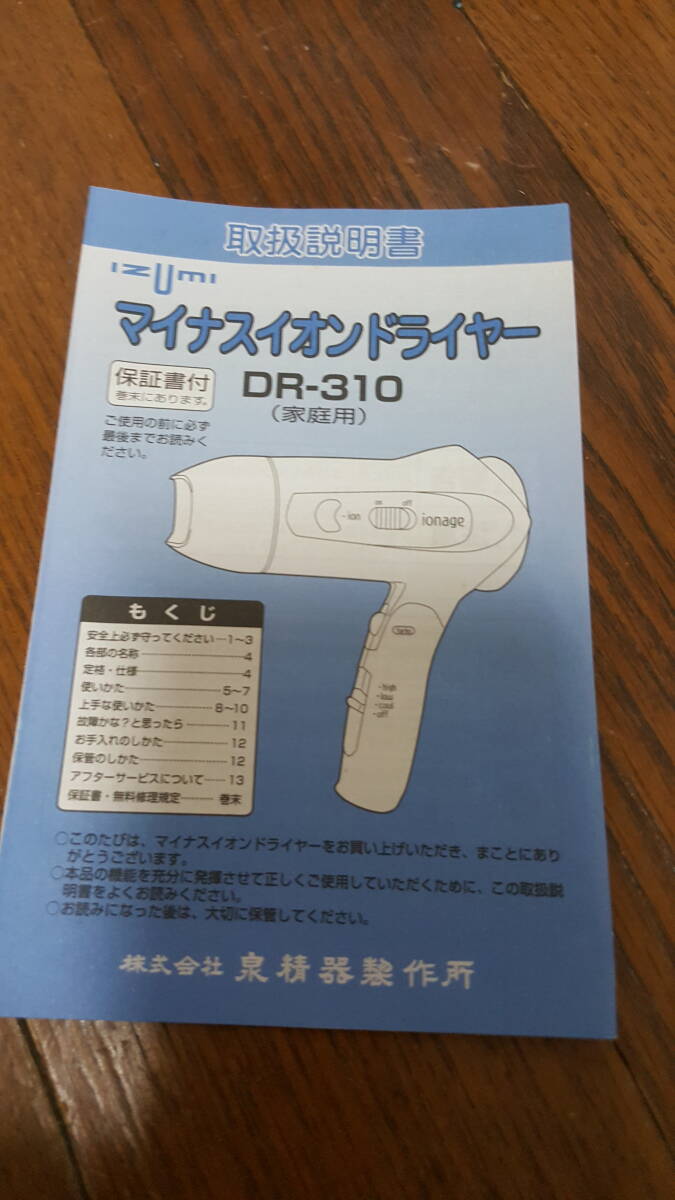 取扱説明書
IZUMI
マイナスイオンドライヤー
保証書付
巻末にあります。
DR-310
（家庭用）
ご使用の前に必ず
最後までお読みく
ださい。
-ion
on
off
ionage
turbo
・high
・low
・cool
・off
もくじ
安全上必ず守ってください…1〜3
各部の名称…4
定格・仕様…4
使いかた…5〜7
上手な使いかた…8〜10
故障かな？と思ったら…11
お手入れのしかた…12
保管のしかた…12
アフターサービスについて…13
保証書・無料修理規定…巻末
○このたびは、マイナスイオンドライヤーをお買い上げいただき、まことにあり
がとうございます。
○本品の機能を充分に発揮させて正しくご使用していただくために、この取扱説
明書をよくお読みください。
○お読みになった後は、大切に保管してください。
株式会社 泉精器製作所